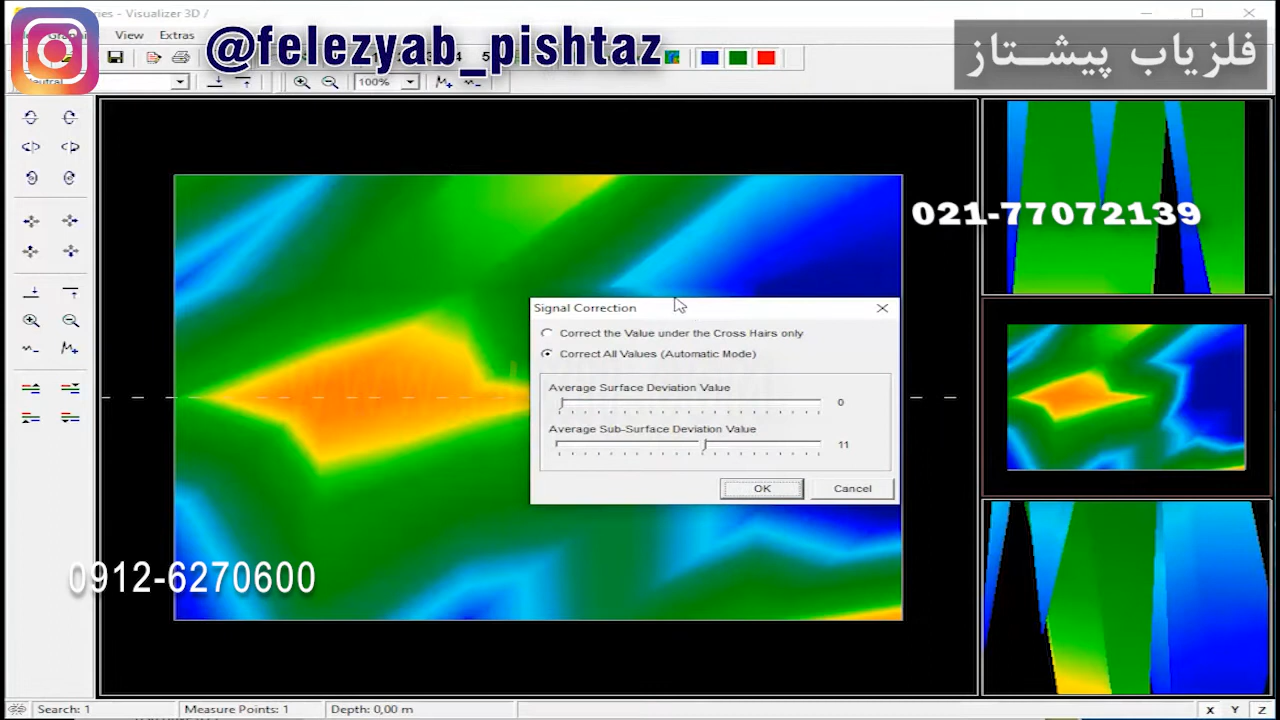 ries - Visualizer 3D /
View Extras
@felezyab_pishtaz
فلزیاب پیشتاز
100%
021-77072139
Signal Correction
Correct the Value under the Cross Hairs only
Correct All Values (Automatic Mode)
Average Surface Deviation Value
0
Average Sub-Surface Deviation Value
11
OK Cancel
0912-6270600
Search: 1 Measure Points: 1 Depth: 0,00 m X Y Z